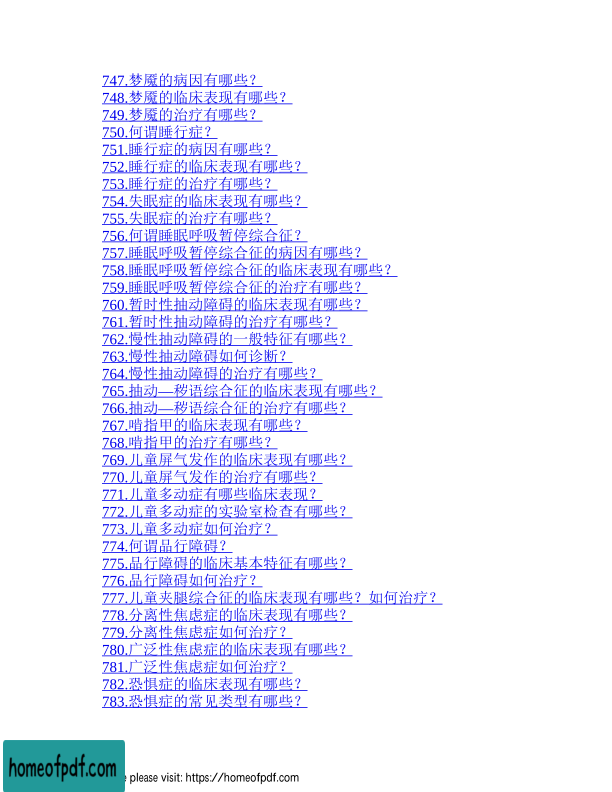 747.梦魇的病因有哪些？
748.梦魇的临床表现有哪些？
749.梦魇的治疗有哪些？
750.何谓睡行症？
751.睡行症的病因有哪些？
752.睡行症的临床表现有哪些？
753.睡行症的治疗有哪些？
754.失眠症的临床表现有哪些？
755.失眠症的治疗有哪些？
756.何谓睡眠呼吸暂停综合征？
757.睡眠呼吸暂停综合征的病因有哪些？
758.睡眠呼吸暂停综合征的临床表现有哪些？
759.睡眠呼吸暂停综合征的治疗有哪些？
760.暂时性抽动障碍的临床表现有哪些？
761.暂时性抽动障碍的治疗有哪些？
762.慢性抽动障碍的一般特征有哪些？
763.慢性抽动障碍如何诊断？
764.慢性抽动障碍的治疗有哪些？
765.抽动—秽语综合征的临床表现有哪些？
766.抽动—秽语综合征的治疗有哪些？
767.啃指甲的临床表现有哪些？
768.啃指甲的治疗有哪些？
769.儿童屏气发作的临床表现有哪些？
770.儿童屏气发作的治疗有哪些？
771.儿童多动症有哪些临床表现？
772.儿童多动症的实验室检查有哪些？
773.儿童多动症如何治疗？
774.何谓品行障碍？
775.品行障碍的临床基本特征有哪些？
776.品行障碍如何治疗？
777.儿童夹腿综合征的临床表现有哪些？如何治疗？
778.分离性焦虑症的临床表现有哪些？
779.分离性焦虑症如何治疗？
780.广泛性焦虑症的临床表现有哪些？
781.广泛性焦虑症如何治疗？
782.恐惧症的临床表现有哪些？
783.恐惧症的常见类型有哪些？
homeofpdf.com
e please visit: https://homeofpdf.com